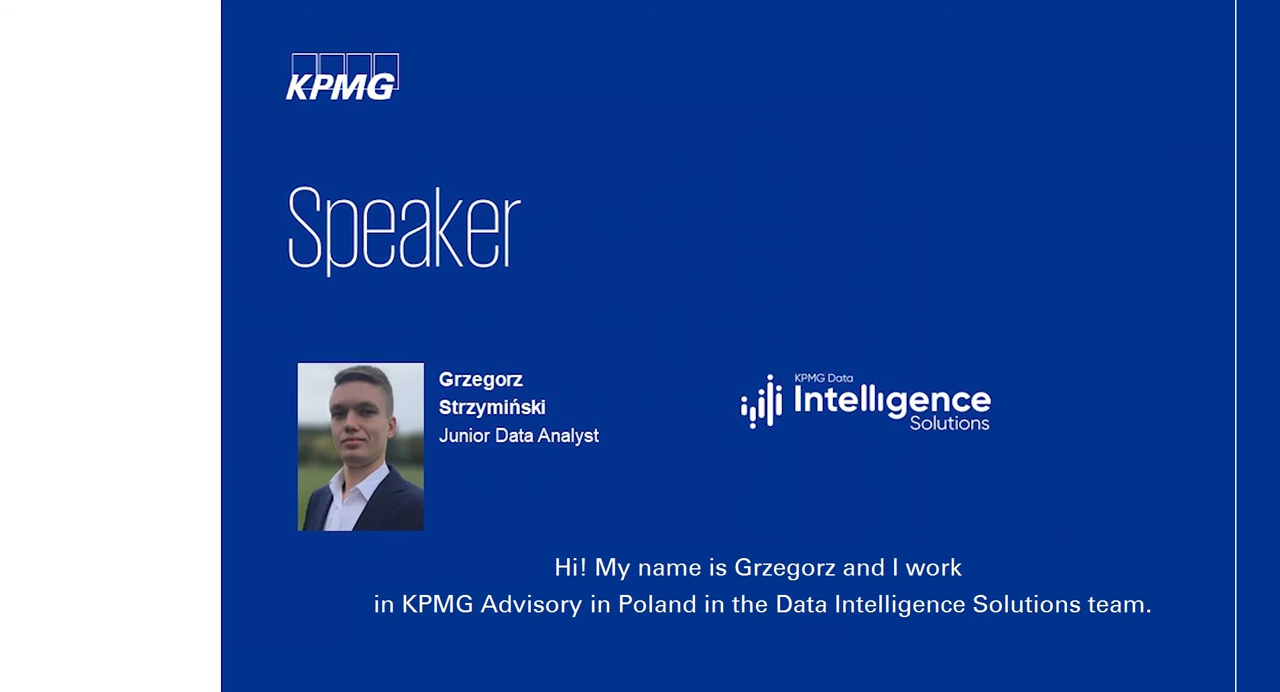 KPMG
Speaker
Grzegorz
Strzymiński
Junior Data Analyst
KPMG Data
Intelligence
Solutions
Hi! My name is Grzegorz and I work
in KPMG Advisory in Poland in the Data Intelligence Solutions team.